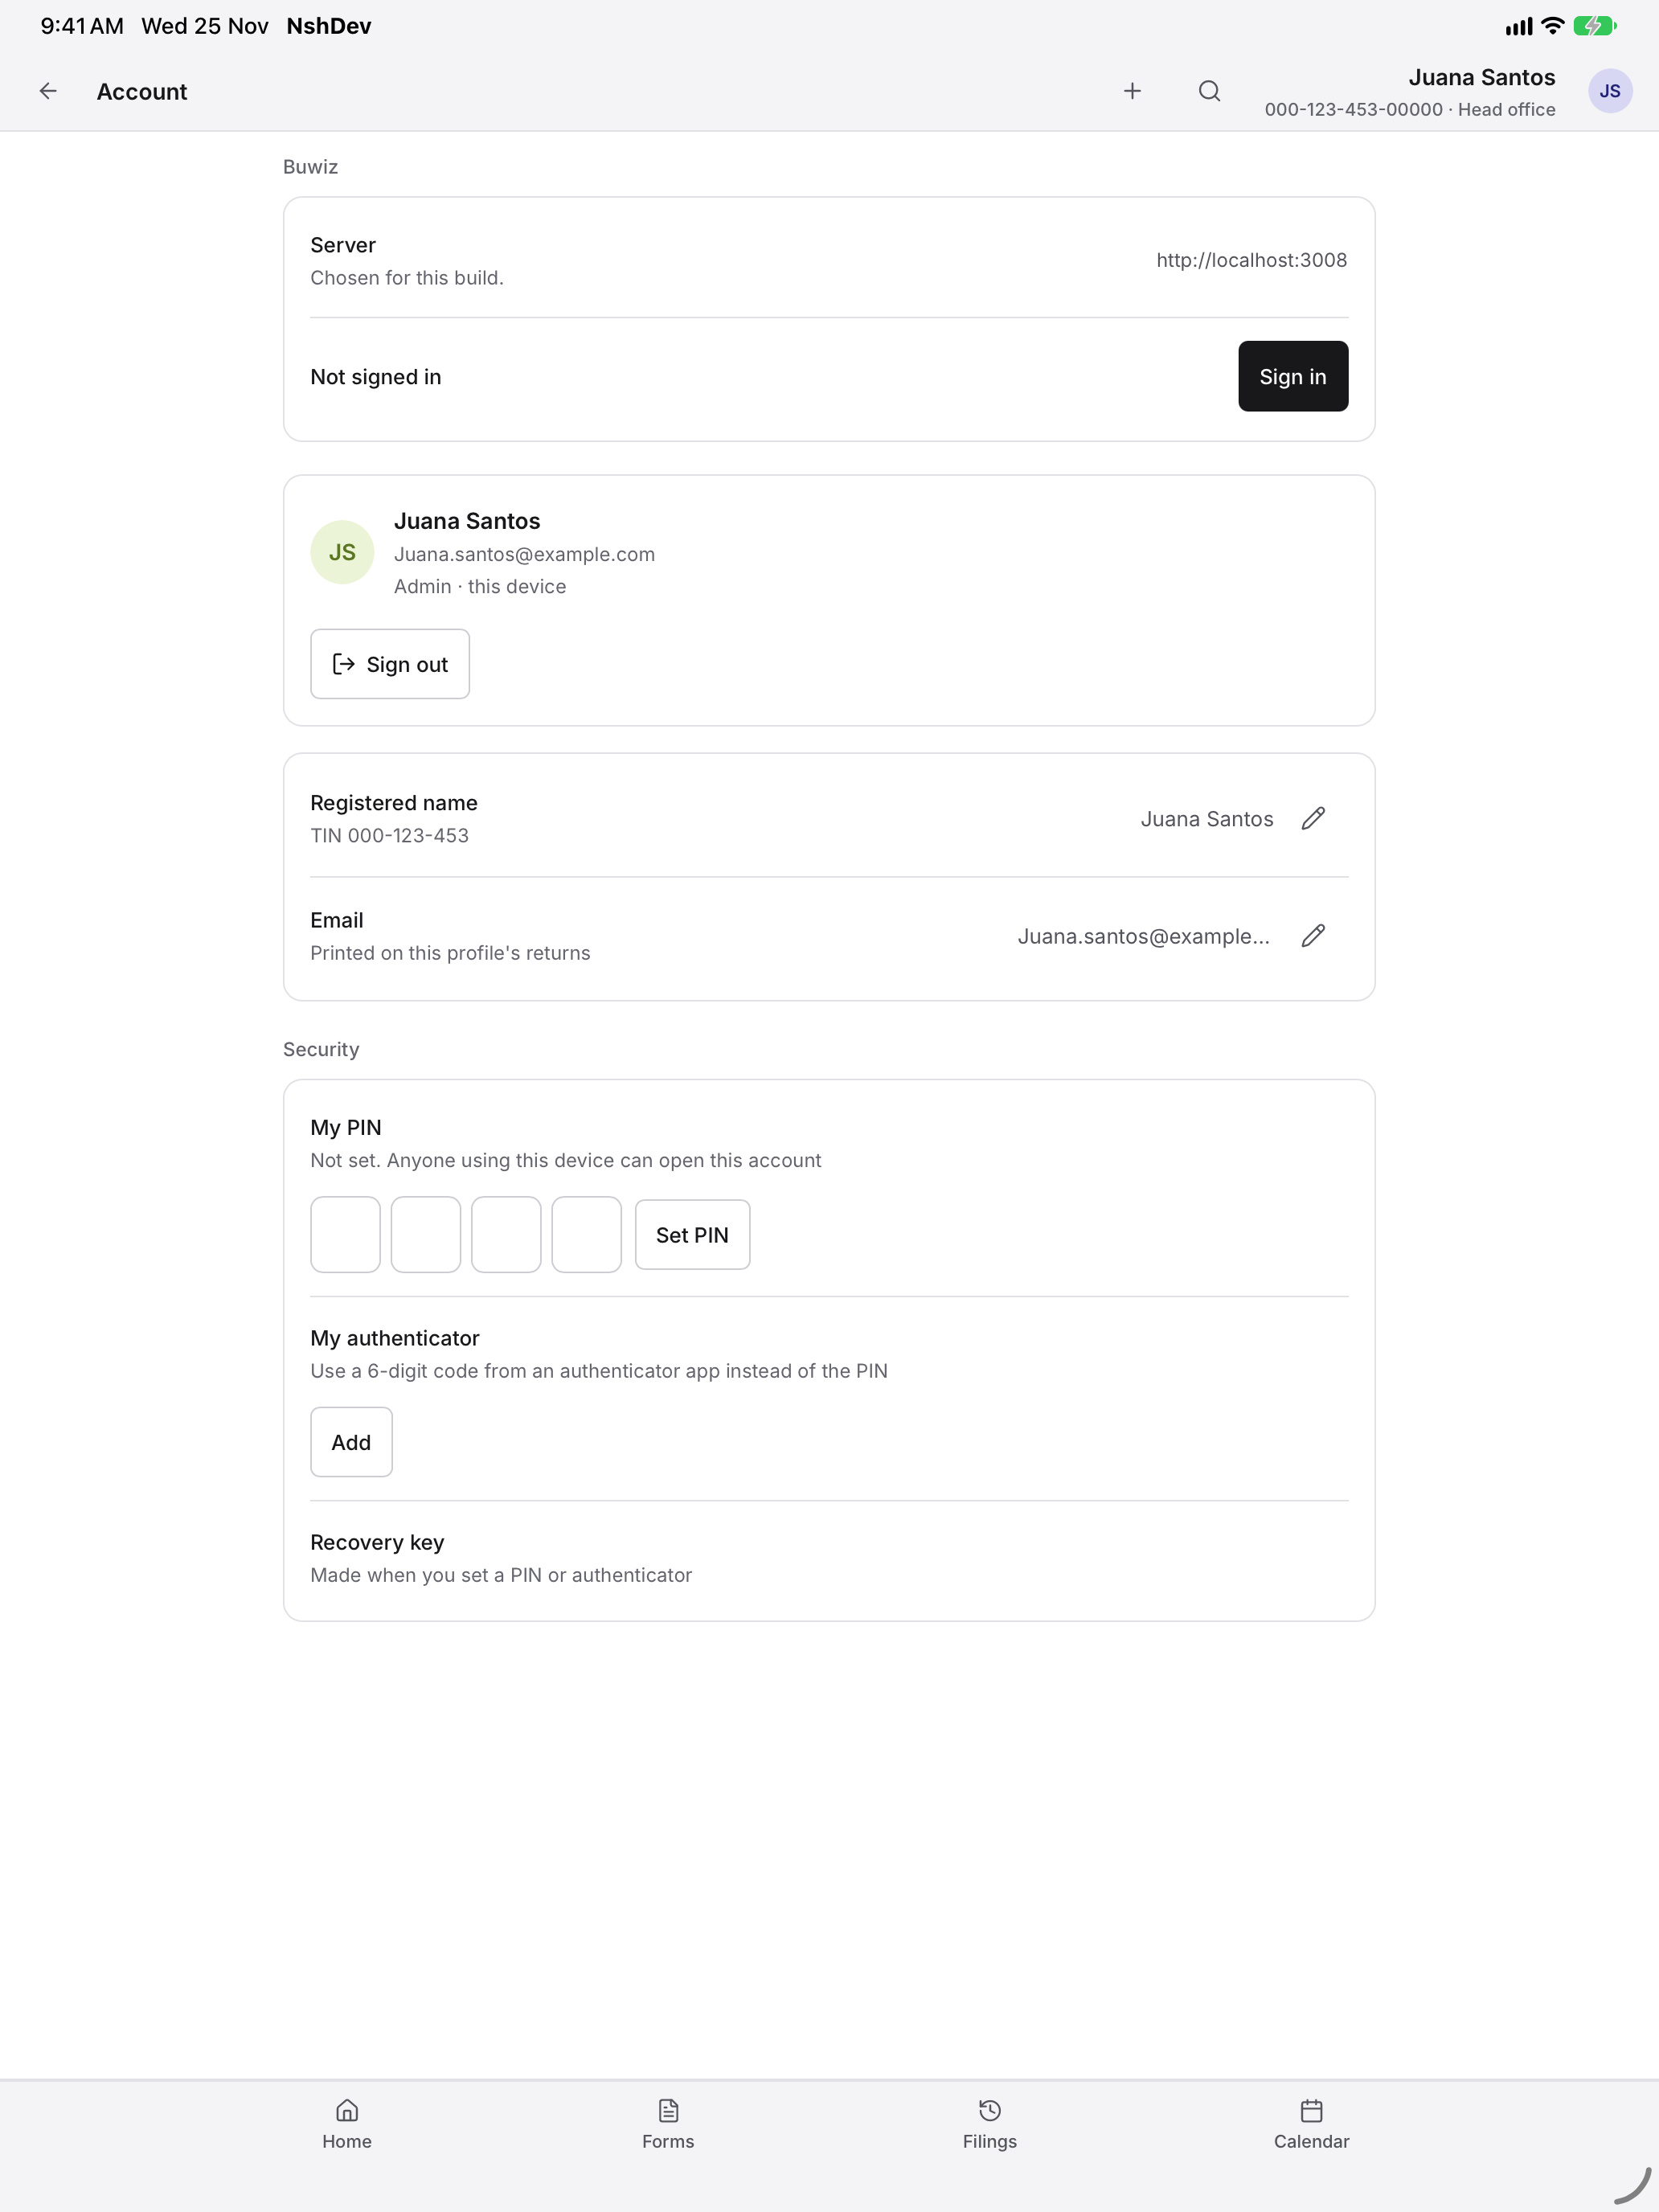 9:41 AM Wed 25 Nov NshDev
Account
Juana Santos
000-123-453-00000 · Head office
JS
Buwiz
Server
Chosen for this build.
http://localhost:3008
Not signed in
Sign in
JS
Juana Santos
Juana.santos@example.com
Admin · this device
Sign out
Registered name
TIN 000-123-453
Juana Santos
Email
Printed on this profile's returns
Juana.santos@example...
Security
My PIN
Not set. Anyone using this device can open this account
Set PIN
My authenticator
Use a 6-digit code from an authenticator app instead of the PIN
Add
Recovery key
Made when you set a PIN or authenticator
Home
Forms
Filings
Calendar